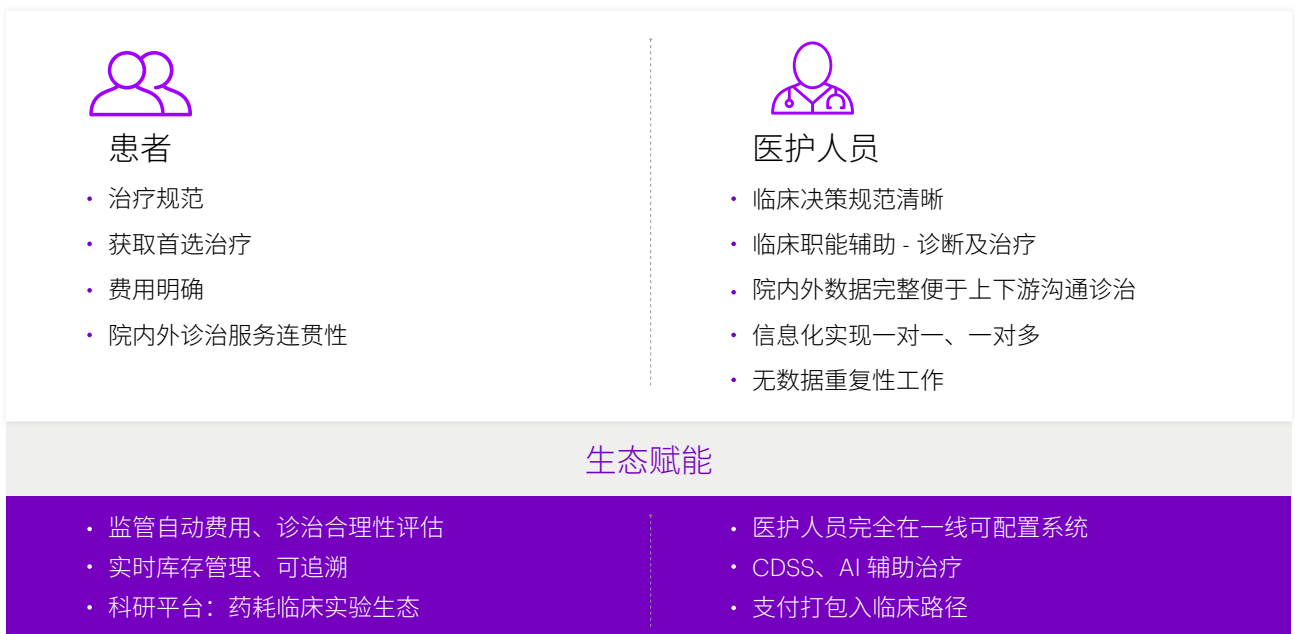 患者
• 治疗规范
• 获取首选治疗
• 费用明确
• 院内外诊治服务连贯性
医护人员
• 临床决策规范清晰
• 临床职能辅助 - 诊断及治疗
• 院内外数据完整便于上下游沟通诊治
• 信息化实现一对一、一对多
• 无数据重复性工作
生态赋能
• 监管自动费用、诊治合理性评估
• 实时库存管理、可追溯
• 科研平台：药耗临床实验生态
• 医护人员完全在一线可配置系统
• CDSS、AI 辅助治疗
• 支付打包入临床路径